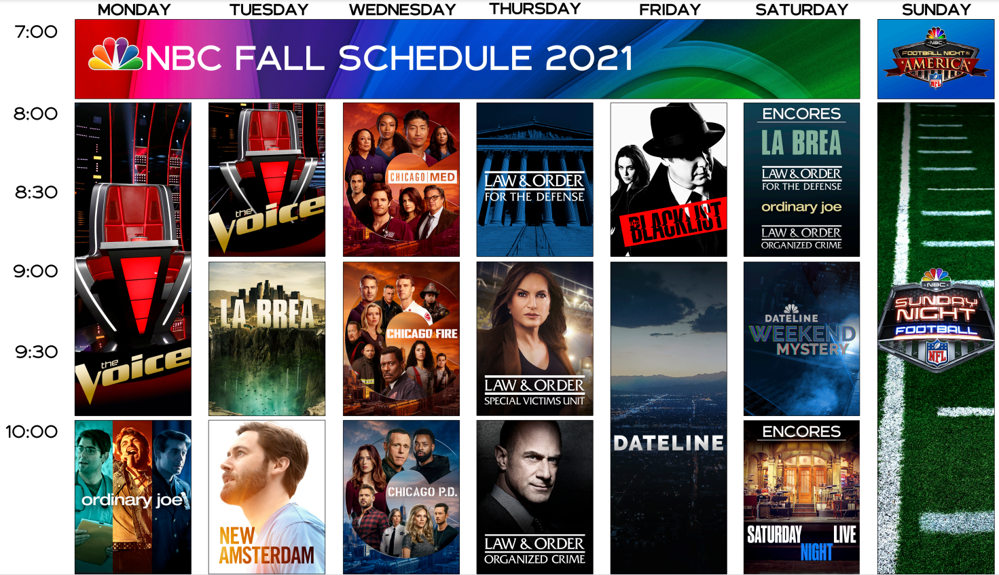 MONDAY TUESDAY WEDNESDAY THURSDAY FRIDAY SATURDAY SUNDAY
7:00
NBC FALL SCHEDULE 2021
NBC
FOOTBALL NIGHT IN
AMERICA
NFL
8:00
8:30
9:00
9:30
10:00
the
Voice
ordinary joe
the
Voice
LA BREA
NEW
AMSTERDAM
CHICAGO MED
CHICAGO FIRE
CHICAGO P.D.
LAW & ORDER
FOR THE DEFENSE
LAW & ORDER
SPECIAL VICTIMS UNIT
LAW & ORDER
ORGANIZED CRIME
THE
BLACKLIST
DATELINE
ENCORES
LA BREA
LAW & ORDER
FOR THE DEFENSE
ordinary joe
LAW & ORDER
ORGANIZED CRIME
DATELINE
WEEKEND
MYSTERY
ENCORES
SATURDAY LIVE
NIGHT
NBC
SUNDAY
NIGHT
FOOTBALL
NFL